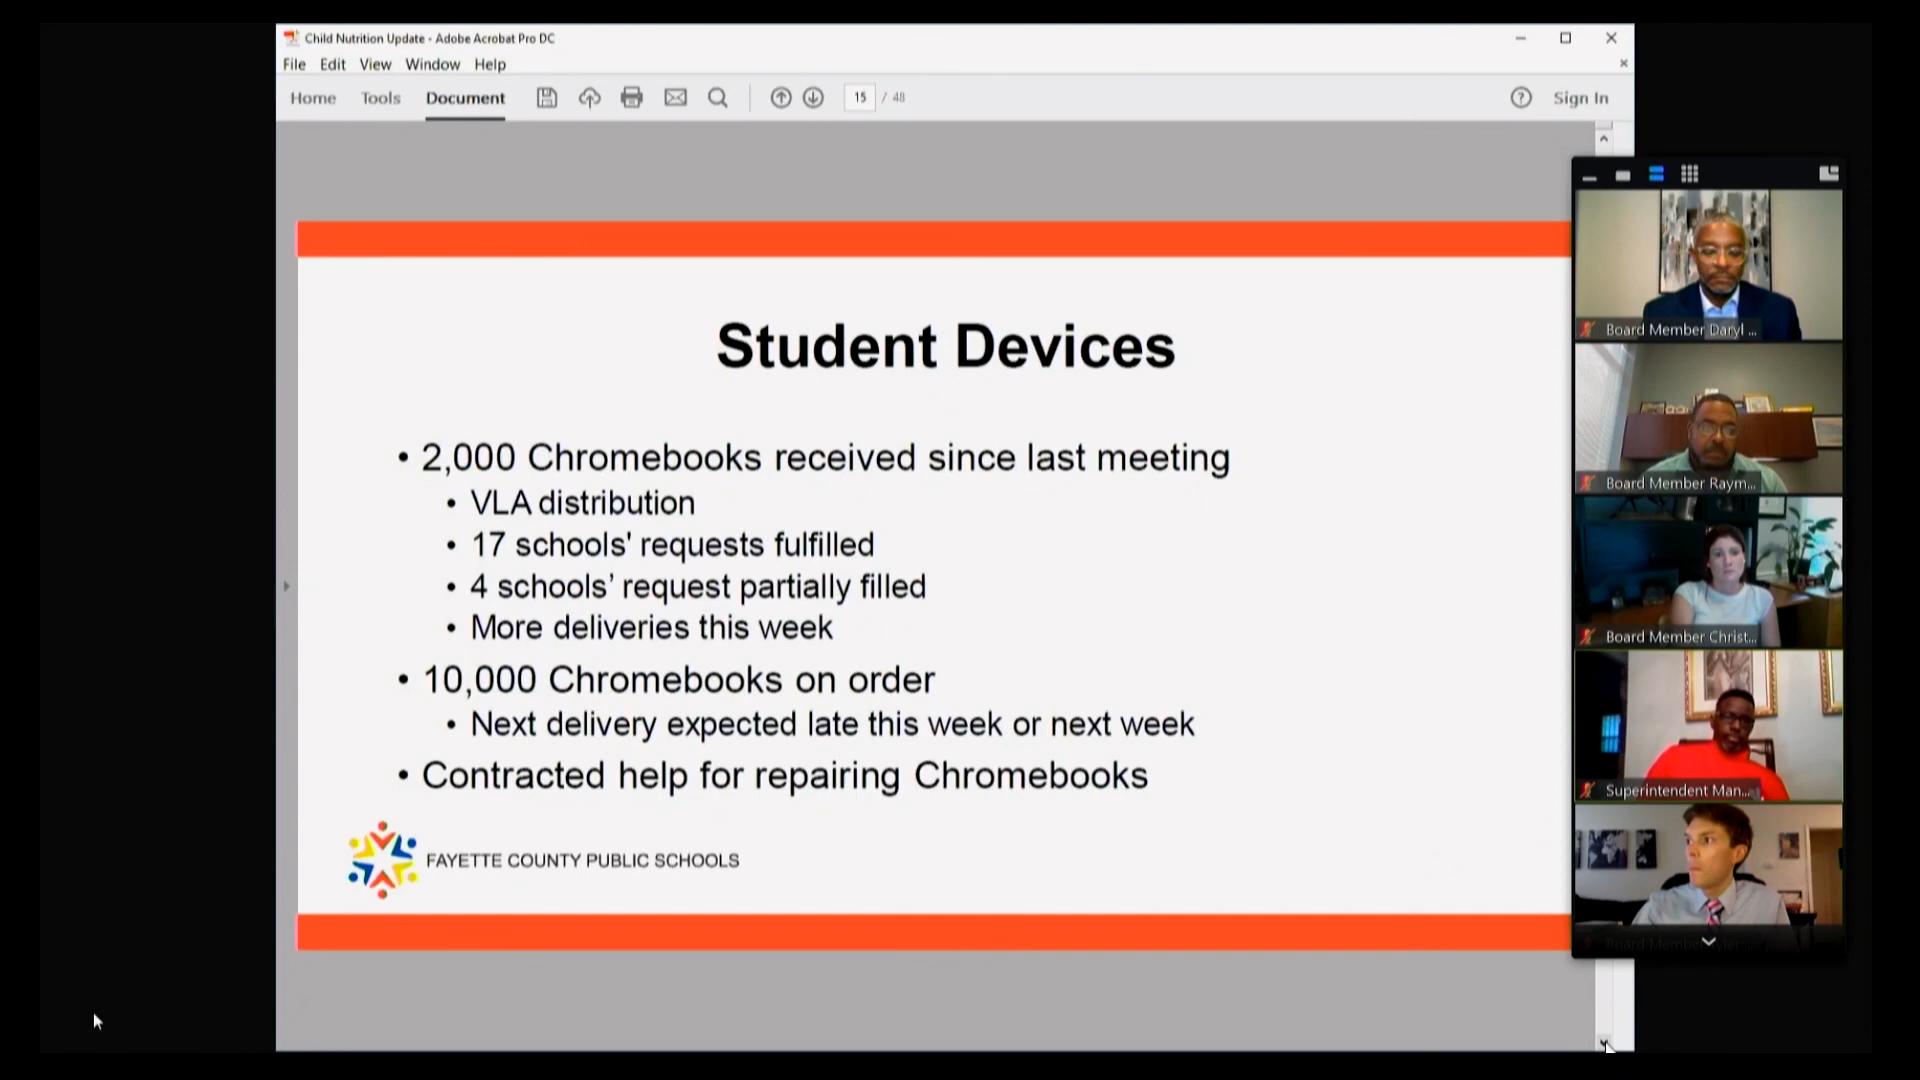 Child Nutrition Update - Adobe Acrobat Pro DC
File Edit View Window Help
Home Tools Document 15 / 48 Sign In
Student Devices
• 2,000 Chromebooks received since last meeting
• VLA distribution
• 17 schools' requests fulfilled
• 4 schools’ request partially filled
• More deliveries this week
• 10,000 Chromebooks on order
• Next delivery expected late this week or next week
• Contracted help for repairing Chromebooks
FAYETTE COUNTY PUBLIC SCHOOLS
Board Member Daryl ...
Board Member Raym...
Board Member Christ...
Superintendent Man...
Board Member